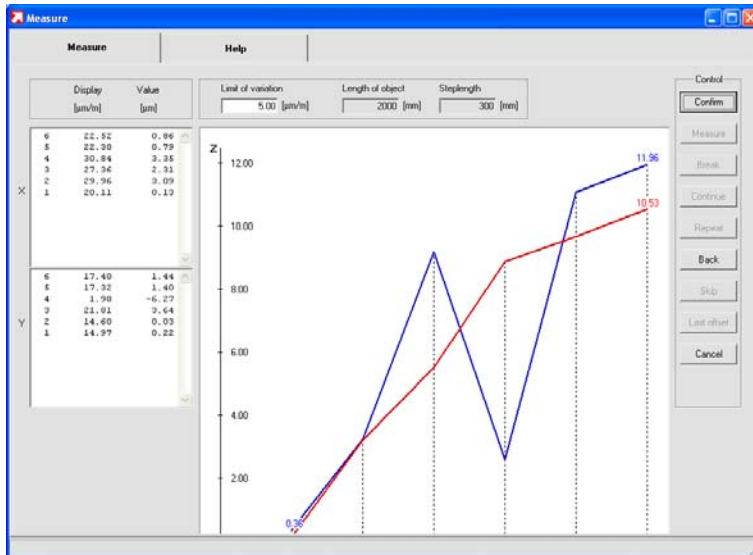 Measure
Measure Help
Display Value
[µm/m] [µm]
Limit of variation Length of object Steplength
5.00 [µm/m] 2000 [mm] 300 [mm]
Control
Confirm
Measure
Break
Continue
Repeat
Back
Skip
Last offset
Cancel
X
6 22.52 0.86
5 22.30 0.79
4 30.84 3.35
3 27.36 2.31
2 29.96 3.09
1 20.11 0.13
Y
6 17.40 1.44
5 17.32 1.40
4 1.98 -6.27
3 21.81 3.64
2 14.60 0.03
1 14.97 0.22
Z
12.00
10.00
8.00
6.00
4.00
2.00
11.96
10.53
0.36